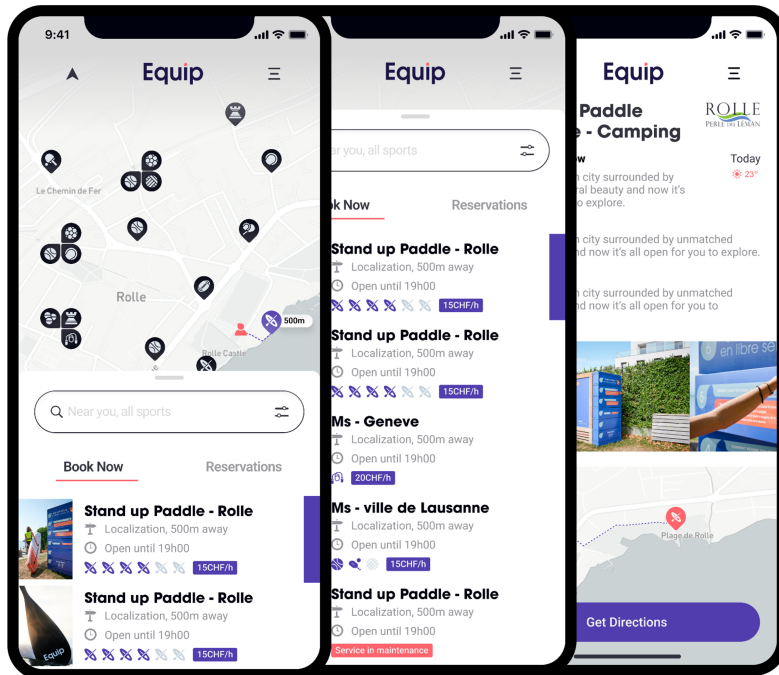 9:41
Equip
Le Chemin de Fer
Rolle
500m
Rolle Castle
Near you, all sports
Book Now
Reservations
Stand up Paddle - Rolle
Localization, 500m away
Open until 19h00
15CHF/h
Stand up Paddle - Rolle
Localization, 500m away
Open until 19h00
15CHF/h
Equip
Equip
ar you, all sports
ok Now
Reservations
Stand up Paddle - Rolle
Localization, 500m away
Open until 19h00
15CHF/h
Stand up Paddle - Rolle
Localization, 500m away
Open until 19h00
15CHF/h
Ms - Geneve
Localization, 500m away
Open until 19h00
20CHF/h
Ms - ville de Lausanne
Localization, 500m away
Open until 19h00
15CHF/h
Stand up Paddle - Rolle
Localization, 500m away
Open until 19h00
Service in maintenance
Equip
Paddle
e - Camping
ROLLE
PERLE DU LÉMAN
ow
Today
23°
n city surrounded by
ral beauty and now it's
o explore.
n city surrounded by unmatched
nd now it's all open for you to explore.
n city surrounded by unmatched
nd now it's all open for you to
6 en libre se
Plage de Rolle
Get Directions